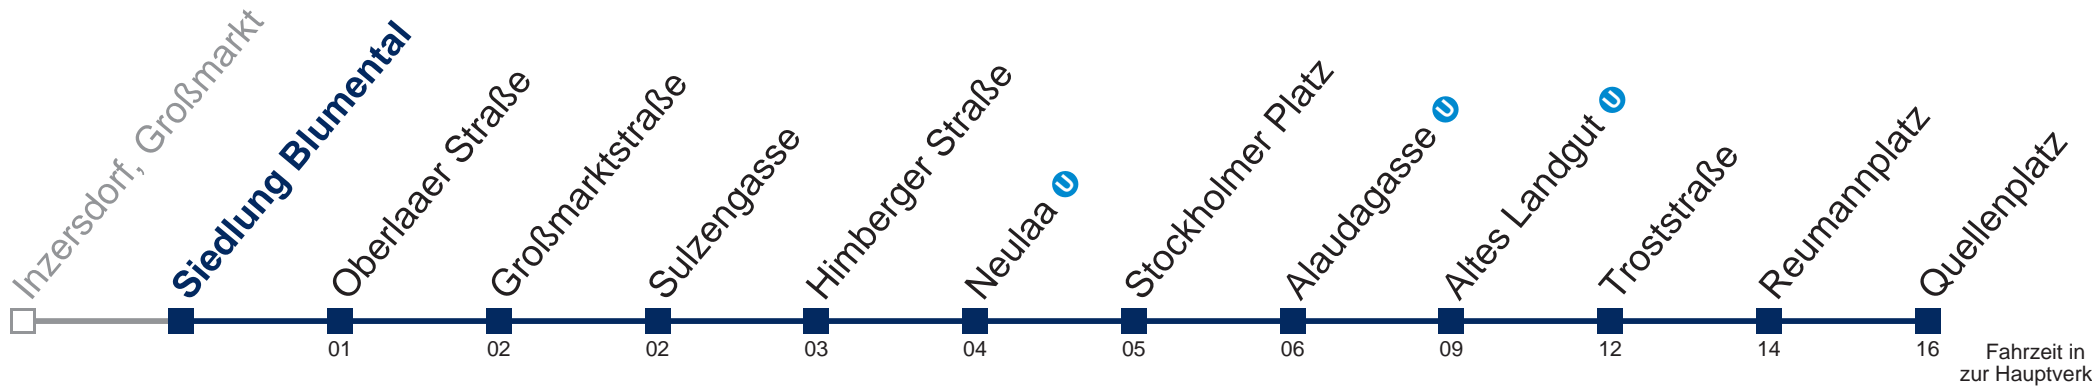 Inzersdorf, Großmarkt
Siedlung Blumental
Oberlaaer Straße
Großmarktstraße
Sulzengasse
Himberger Straße
Neulaa U
Stockholmer Platz
Alaudagasse U
Altes Landgut U
Troststraße
Reumannplatz
Quellenplatz
01 02 02 03 04 05 06 09 12 14 16
Fahrzeit in
zur Hauptverk